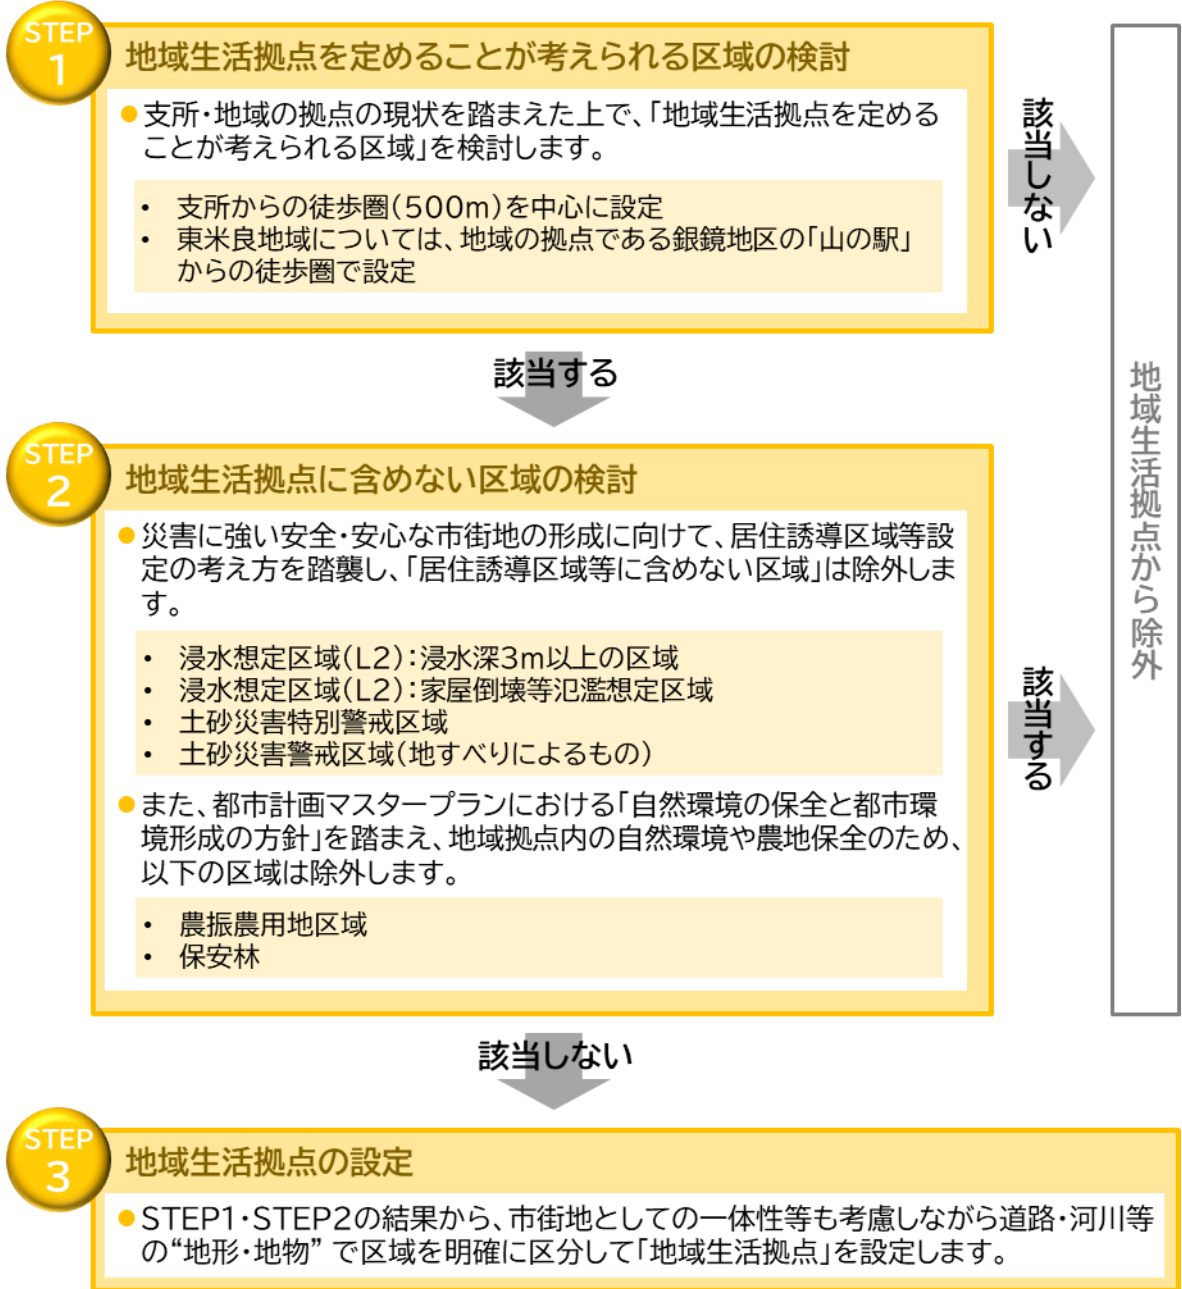 STEP
1
地域生活拠点を定めることが考えられる区域の検討
●支所・地域の拠点の現状を踏まえた上で、「地域生活拠点を定める
ことが考えられる区域」を検討します。
・ 支所からの徒歩圏(500m)を中心に設定
・ 東米良地域については、地域の拠点である銀鏡地区の「山の駅」
からの徒歩圏で設定
該当しない
該当する
STEP
2
地域生活拠点に含めない区域の検討
●災害に強い安全・安心な市街地の形成に向けて、居住誘導区域等設
定の考え方を踏襲し、「居住誘導区域等に含めない区域」は除外しま
す。
・ 浸水想定区域(L2):浸水深3m以上の区域
・ 浸水想定区域(L2):家屋倒壊等氾濫想定区域
・ 土砂災害特別警戒区域
・ 土砂災害警戒区域(地すべりによるもの)
●また、都市計画マスタープランにおける「自然環境の保全と都市環
境形成の方針」を踏まえ、地域拠点内の自然環境や農地保全のため、
以下の区域は除外します。
・ 農振農用地区域
・ 保安林
該当する
地域生活拠点から除外
該当しない
STEP
3
地域生活拠点の設定
●STEP1・STEP2の結果から、市街地としての一体性等も考慮しながら道路・河川等
の“地形・地物” で区域を明確に区分して「地域生活拠点」を設定します。